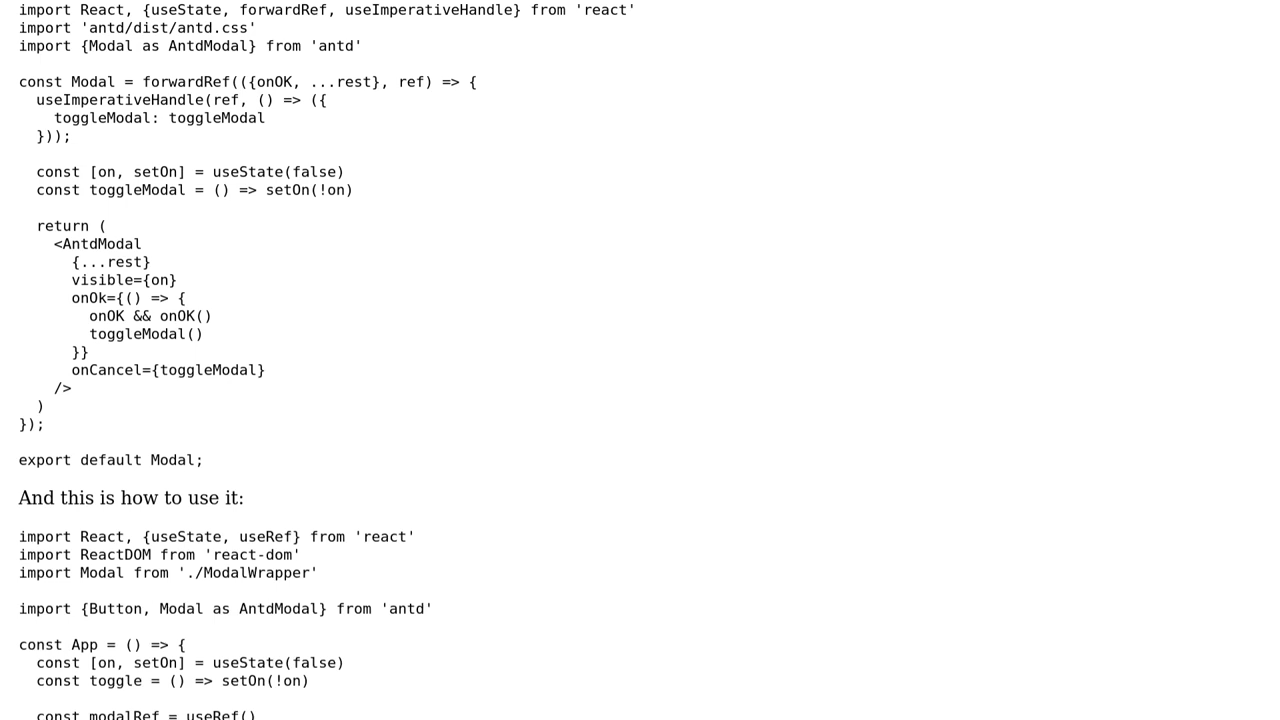 import React, {useState, forwardRef, useImperativeHandle} from 'react'
import 'antd/dist/antd.css'
import {Modal as AntdModal} from 'antd'

const Modal = forwardRef(({onOK, ...rest}, ref) => {
  useImperativeHandle(ref, () => ({
    toggleModal: toggleModal
  }));

  const [on, setOn] = useState(false)
  const toggleModal = () => setOn(!on)

  return (
    <AntdModal
      {...rest}
      visible={on}
      onOk={() => {
        onOK && onOK()
        toggleModal()
      }}
      onCancel={toggleModal}
    />
  )
});

export default Modal;

And this is how to use it:

import React, {useState, useRef} from 'react'
import ReactDOM from 'react-dom'
import Modal from './ModalWrapper'

import {Button, Modal as AntdModal} from 'antd'

const App = () => {
  const [on, setOn] = useState(false)
  const toggle = () => setOn(!on)

  const modalRef = useRef()